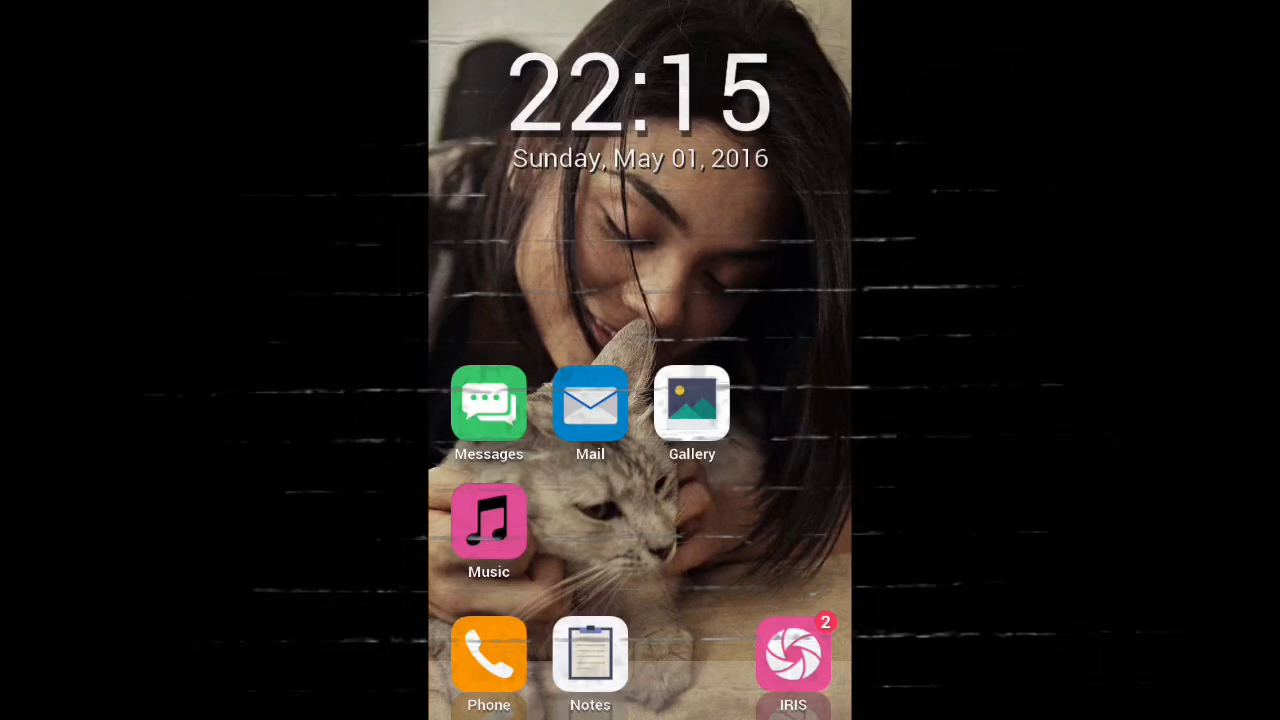 22:15
Sunday, May 01, 2016
Messages Mail Gallery
Music
2
Phone Notes IRIS